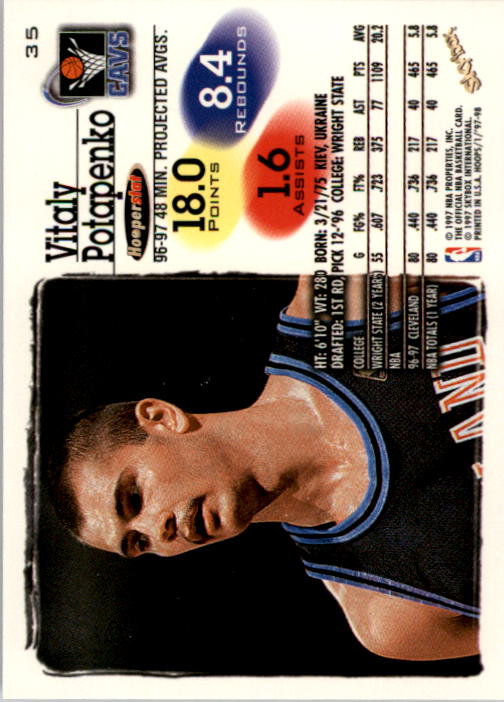 35
CAVS
Vitaly
Potapenko
Hooperstar
96-97 48 MIN. PROJECTED AVGS.
18.0
POINTS
8.4
REBOUNDS
1.6
ASSISTS
HT: 6'10" WT: 280 BORN: 3/21/75 KIEV, UKRAINE
DRAFTED: 1ST RD, PICK 12-'96 COLLEGE: WRIGHT STATE
COLLEGE G FG% FT% REB AST PTS AVG
WRIGHT STATE (2 YEARS) 55 .607 .723 375 77 1109 20.2
NBA
96-97 CLEVELAND 80 .440 .736 217 40 465 5.8
NBA TOTALS (1 YEAR) 80 .440 .736 217 40 465 5.8
NBA
© 1997 NBA PROPERTIES, INC.
THE OFFICIAL NBA BASKETBALL CARD.
© 1997 SKYBOX INTERNATIONAL.
PRINTED IN U.S.A. HOOPS/1/'97-98
SKYBOX
AND